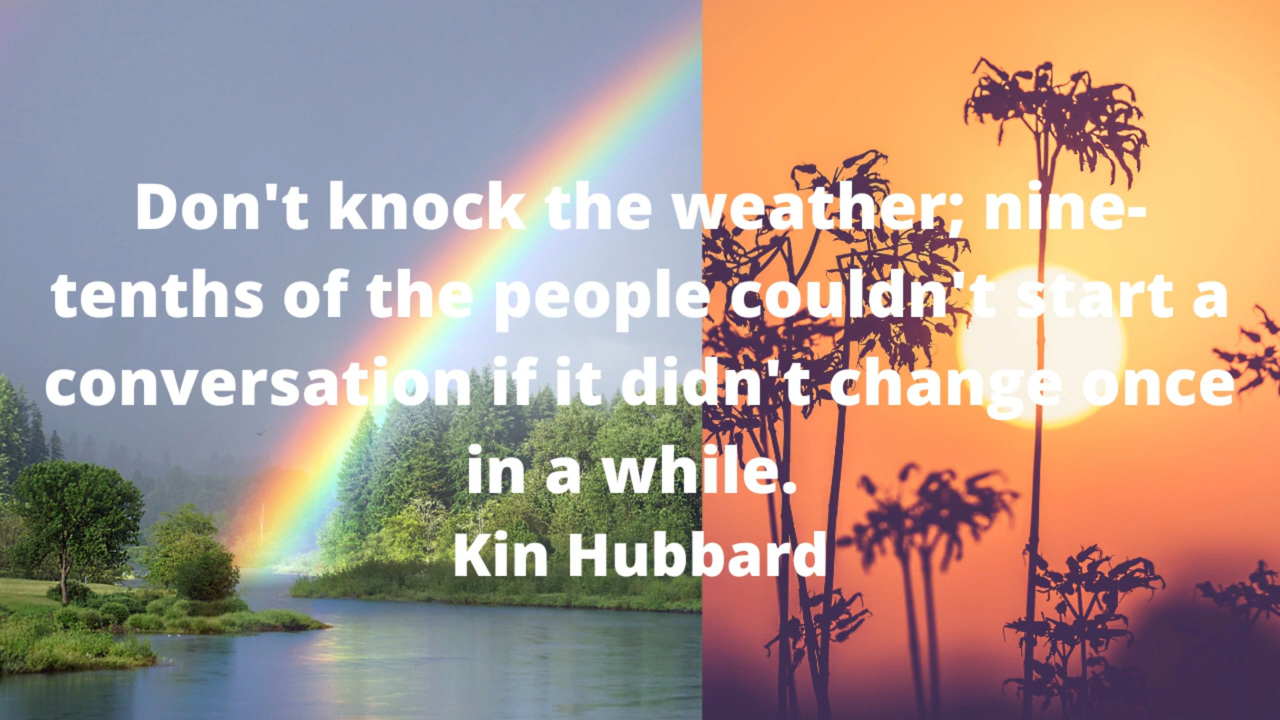 Don't knock the weather; nine-
tenths of the people couldn't start a
conversation if it didn't change once
in a while.
Kin Hubbard